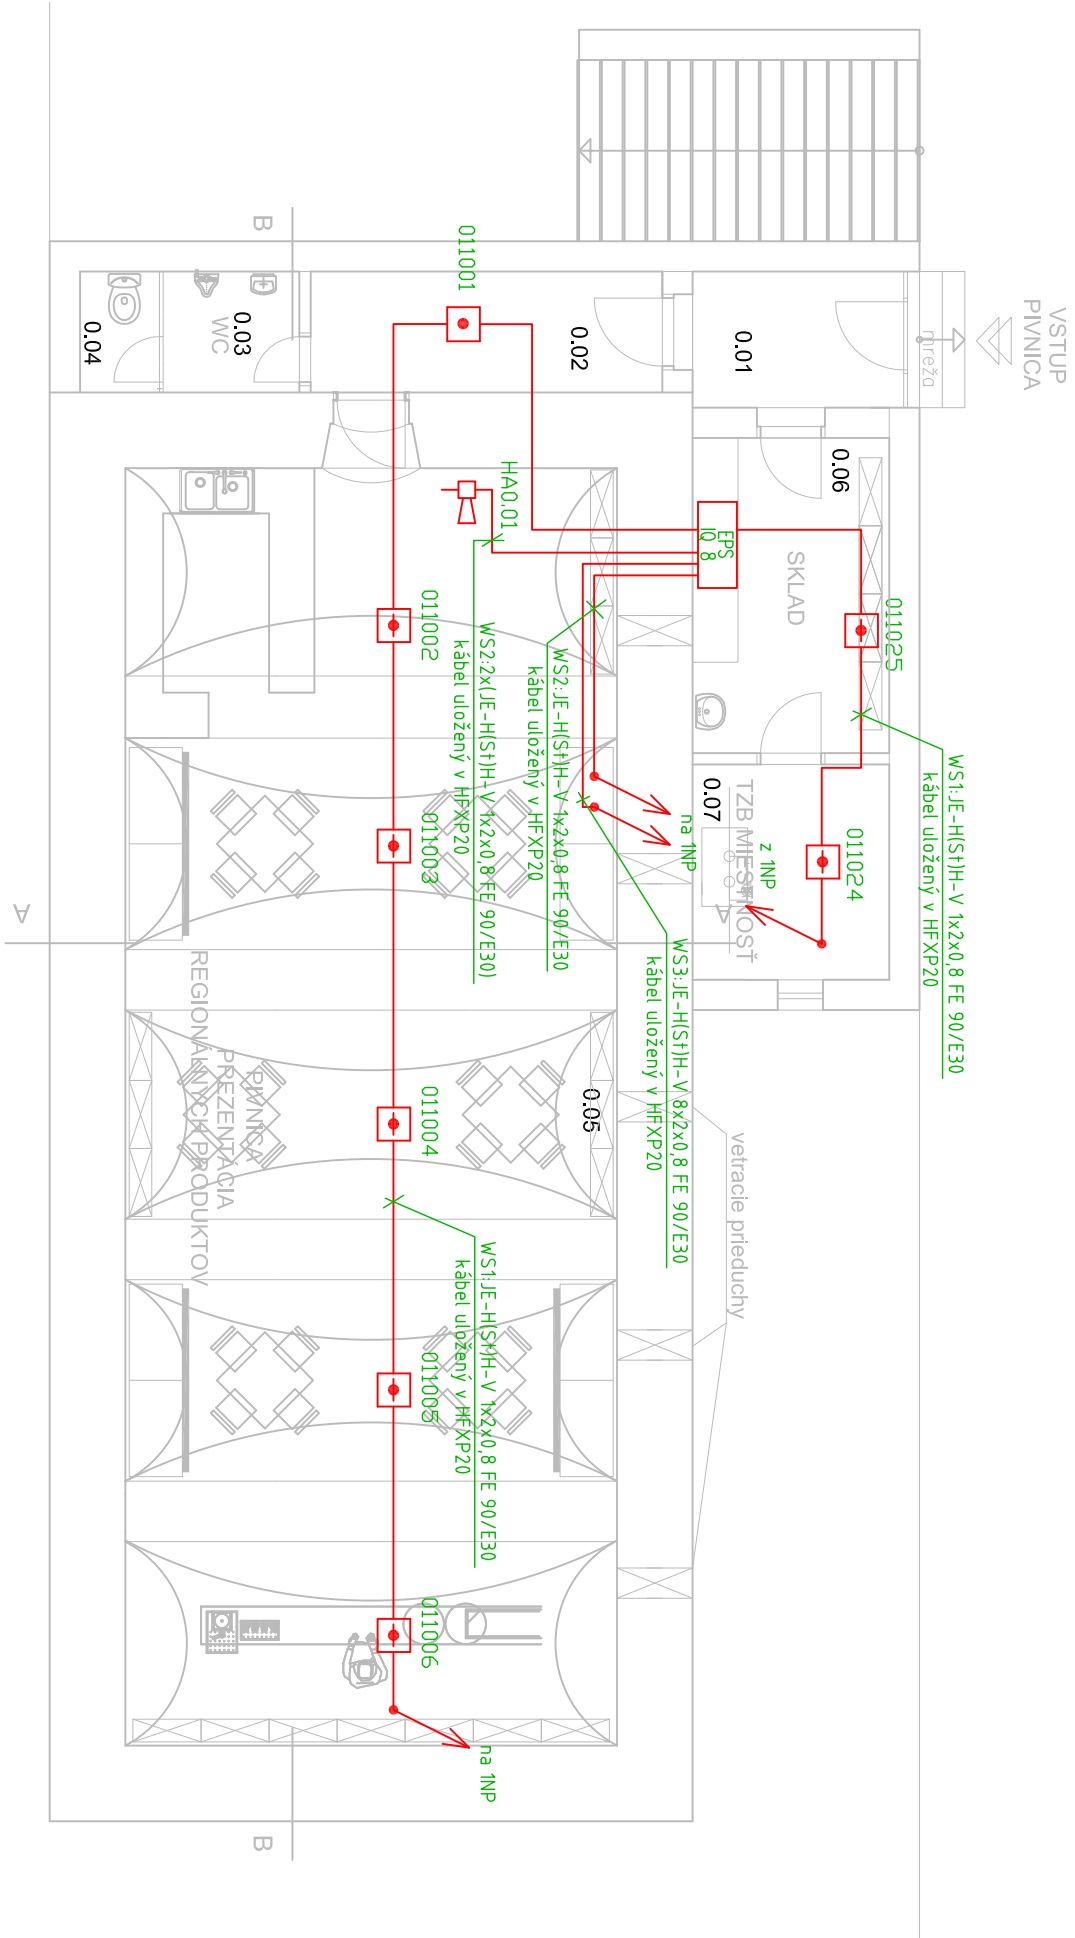 VSTUP
PIVNICA
mreža
0.01
0.02
0.03
WC
0.04
B
011001
0.06
SKLAD
EPS
IQ 8
HA0.01
011025
011002
WS1:JE-H(St)H-V 1x2x0,8 FE 90/E30
kábel uložený v HFXP20
WS2:JE-H(St)H-V 1x2x0,8 FE 90/E30
kábel uložený v HFXP20
WS2:2x(JE-H(St)H-V 1x2x0,8 FE 90/E30)
kábel uložený v HFXP20
0.07
TZB MIESTNOSŤ
z 1NP
na 1NP
011024
011003
A
A
WS3:JE-H(St)H-V 8x2x0,8 FE 90/E30
kábel uložený v HFXP20
0.05
011004
PIVNICA
PREZENTÁCIA
REGIONÁLNYCH PRODUKTOV
vetracie prieduchy
WS1:JE-H(St)H-V 1x2x0,8 FE 90/E30
kábel uložený v HFXP20
011005
011006
na 1NP
B